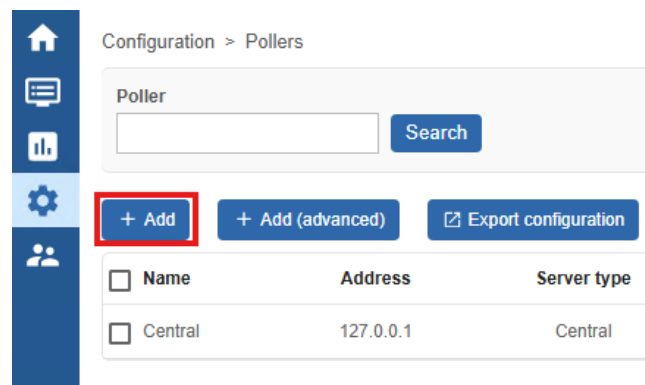 Configuration > Pollers
Poller
Search
+ Add + Add (advanced) Export configuration
Name Address Server type
Central 127.0.0.1 Central